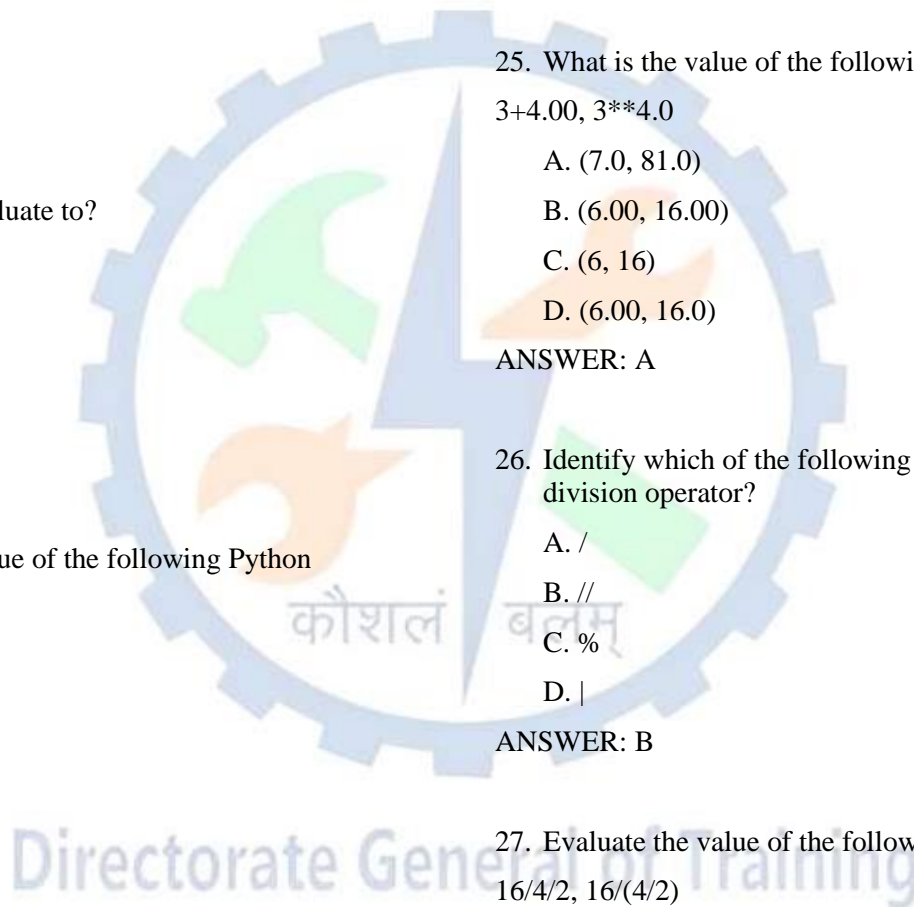 luate to?
ue of the following Python
25. What is the value of the followi
3+4.00, 3**4.0
A. (7.0, 81.0)
B. (6.00, 16.00)
C. (6, 16)
D. (6.00, 16.0)
ANSWER: A
26. Identify which of the following
division operator?
A. /
B. //
C. %
D. |
ANSWER: B
27. Evaluate the value of the follow
16/4/2, 16/(4/2)
कौशलं बलम्
Directorate General of Training